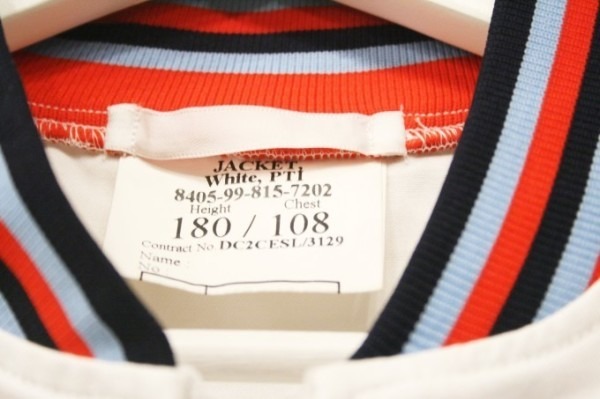 JACKET,
White, PTI
8405-99-815-7202
Height Chest
180 / 108
Contract No DC2CESL/3129
Name :
No